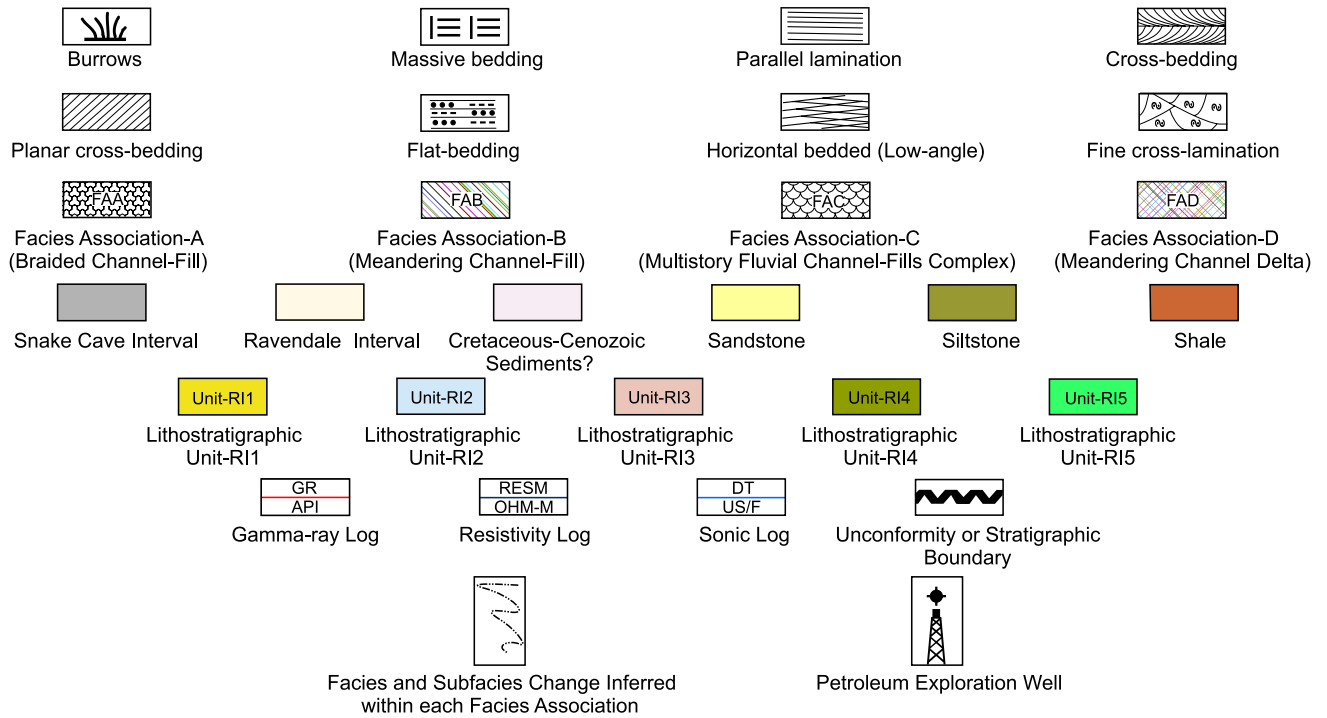 Burrows
Massive bedding
Parallel lamination
Cross-bedding
Planar cross-bedding
Flat-bedding
Horizontal bedded (Low-angle)
Fine cross-lamination
FAA
FAB
FAC
FAD
Facies Association-A
(Braided Channel-Fill)
Facies Association-B
(Meandering Channel-Fill)
Facies Association-C
(Multistory Fluvial Channel-Fills Complex)
Facies Association-D
(Meandering Channel Delta)
Snake Cave Interval
Ravendale Interval
Cretaceous-Cenozoic
Sediments?
Sandstone
Siltstone
Shale
Unit-RI1
Unit-RI2
Unit-RI3
Unit-RI4
Unit-RI5
Lithostratigraphic
Unit-RI1
Lithostratigraphic
Unit-RI2
Lithostratigraphic
Unit-RI3
Lithostratigraphic
Unit-RI4
Lithostratigraphic
Unit-RI5
GR
API
Gamma-ray Log
RESM
OHM-M
Resistivity Log
DT
US/F
Sonic Log
Unconformity or Stratigraphic
Boundary
Facies and Subfacies Change Inferred
within each Facies Association
Petroleum Exploration Well